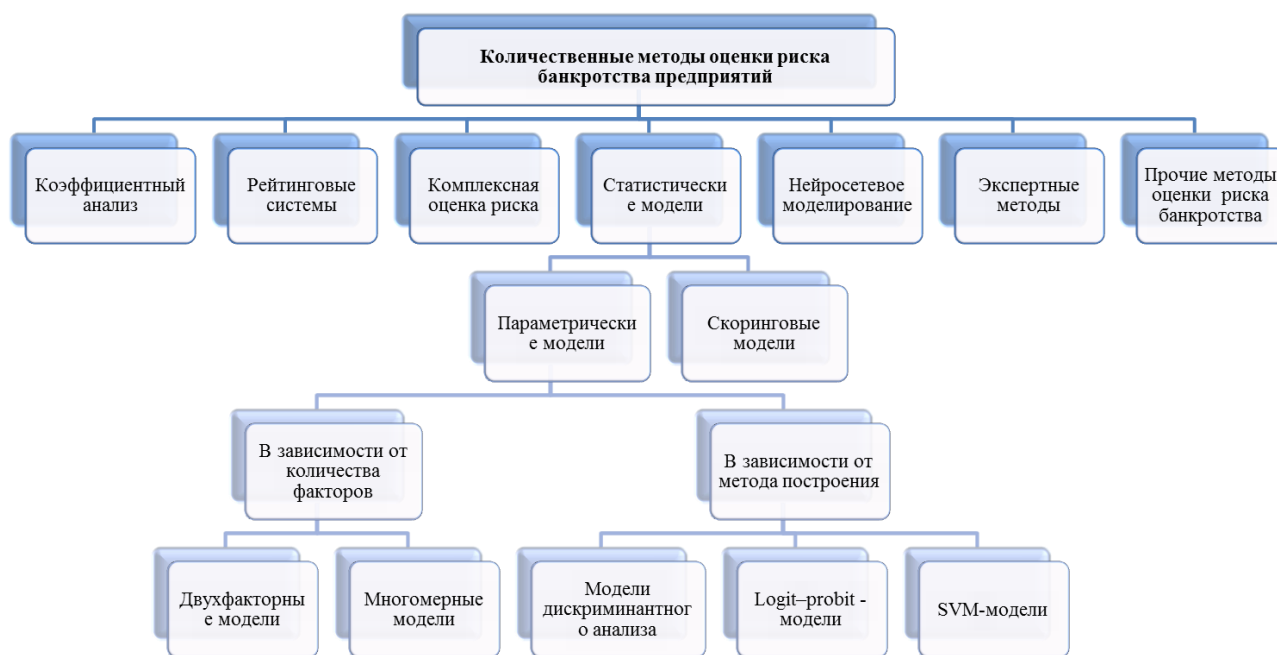 Количественные методы оценки риска
банкротства предприятий
Коэффициентный
анализ
Рейтинговые
системы
Комплексная
оценка риска
Статистически
е модели
Нейросетевое
моделирование
Экспертные
методы
Прочие методы
оценки риска
банкротства
Параметрически
е модели
Скоринговые
модели
В зависимости от
количества
факторов
В зависимости от
метода построения
Двухфакторны
е модели
Многомерные
модели
Модели
дискриминантног
о анализа
Logit–probit -
модели
SVM-модели